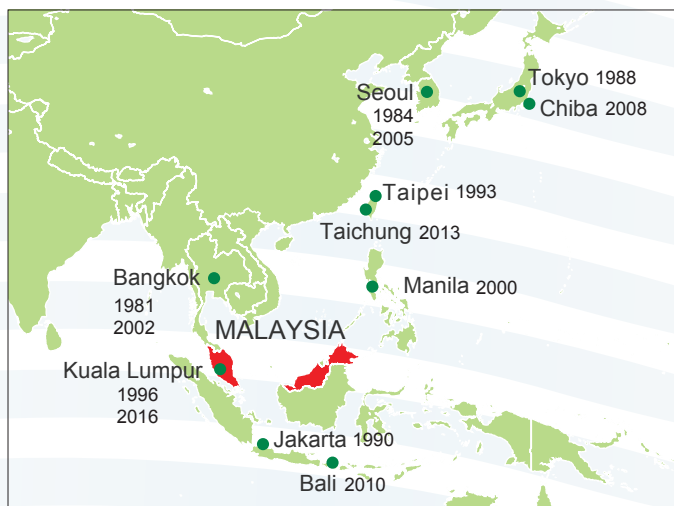 Tokyo 1988
Seoul
1984
2005
Chiba 2008
Taipei 1993
Taichung 2013
Bangkok
1981
2002
Manila 2000
MALAYSIA
Kuala Lumpur
1996
2016
Jakarta 1990
Bali 2010